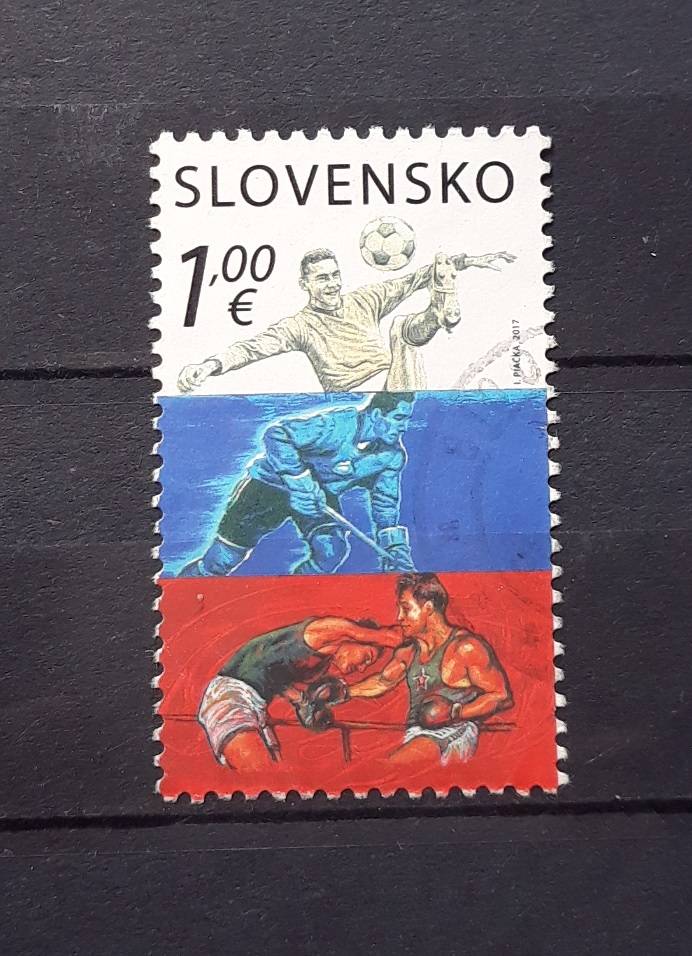 SLOVENSKO
1,00
€
I. PIAČKA, 2017